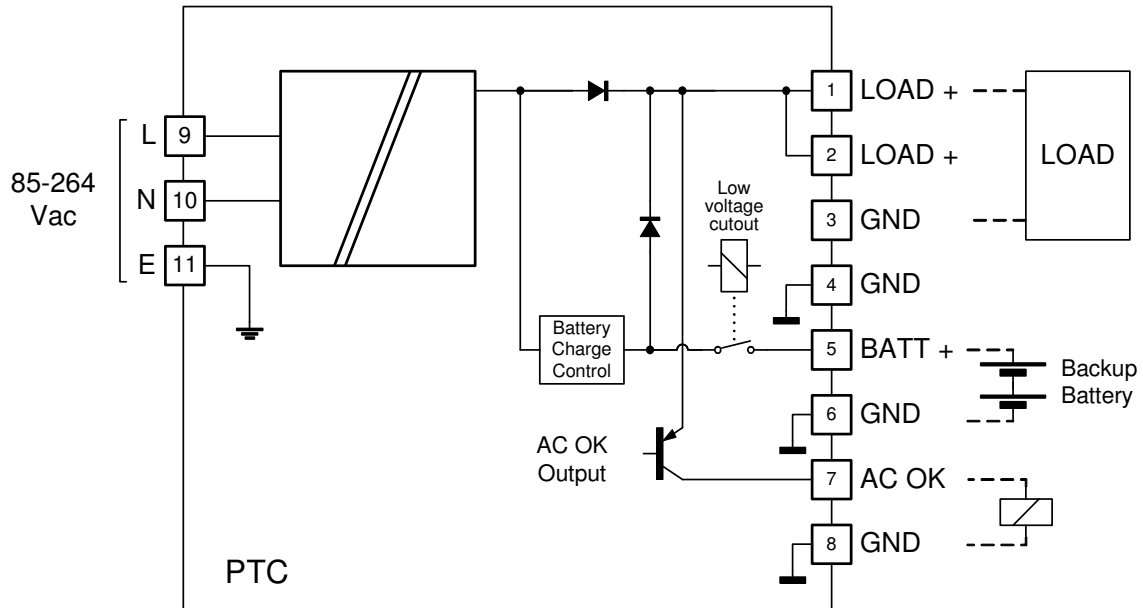 85-264
Vac
L
9
N
10
E
11
1
LOAD +
2
LOAD +
3
GND
4
GND
5
BATT +
6
GND
7
AC OK
8
GND
LOAD
Low
voltage
cutout
Battery
Charge
Control
Backup
Battery
AC OK
Output
PTC